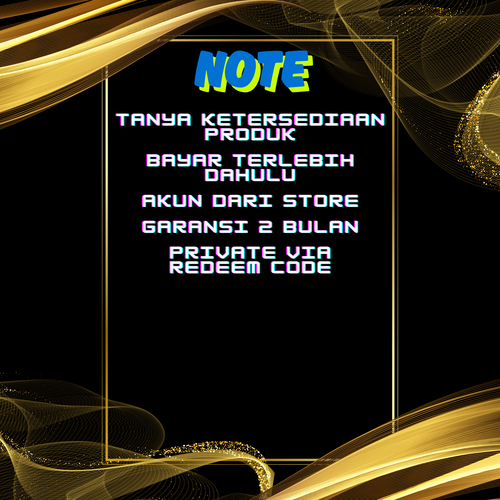 NOTE
TANYA KETERSEDIAAN
PRODUK
BAYAR TERLEBIH
DAHULU
AKUN DARI STORE
GARANSI 2 BULAN
PRIVATE VIA
REDEEM CODE